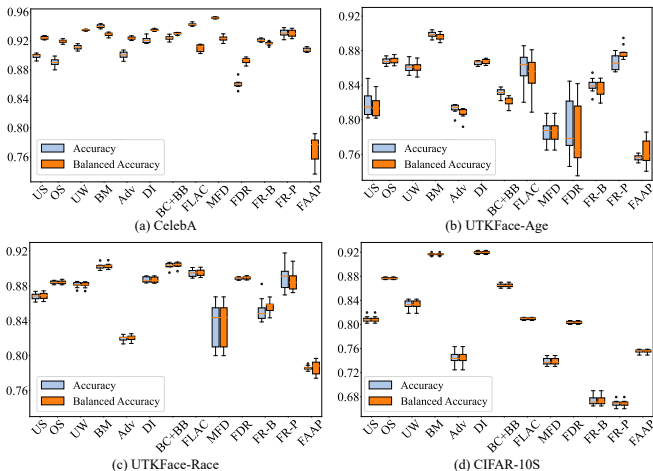 0.96
0.92
0.88
0.84
0.80
0.76
Accuracy
Balanced Accuracy
US OS UW BM Adv DI BC+BB FLAC MFD FDR FR-B FR-P FAAP
(a) CelebA
0.92
0.88
0.84
0.80
0.76
Accuracy
Balanced Accuracy
US OS UW BM Adv DI BC+BB FLAC MFD FDR FR-B FR-P FAAP
(b) UTKFace-Age
0.92
0.88
0.84
0.80
0.76
Accuracy
Balanced Accuracy
US OS UW BM Adv DI BC+BB FLAC MFD FDR FR-B FR-P FAAP
(c) UTKFace-Race
0.92
0.88
0.84
0.80
0.76
0.72
0.68
Accuracy
Balanced Accuracy
US OS UW BM Adv DI BC+BB FLAC MFD FDR FR-B FR-P FAAP
(d) CIFAR-10S